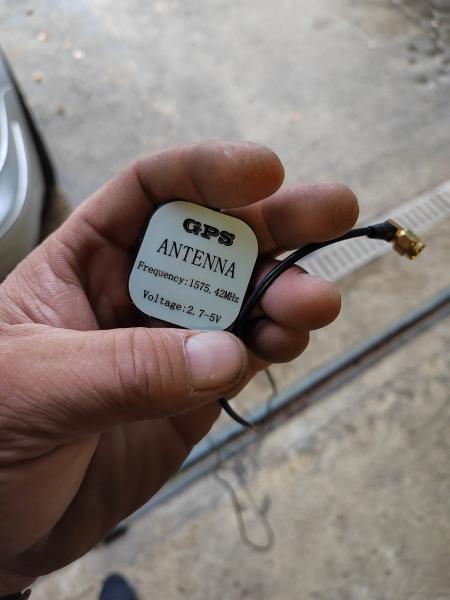 GPS
ANTENNA
Frequency:1575.42MHz
Voltage:2.7-5V